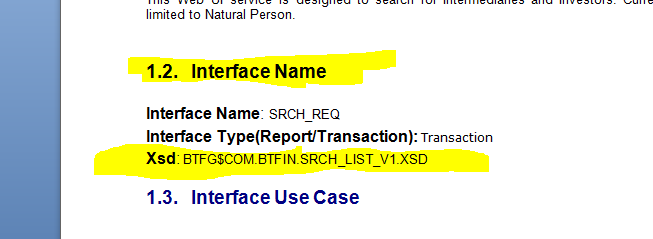 This Web UI service is designed to search for intermediaries and investors. Curre
limited to Natural Person.
1.2. Interface Name
Interface Name: SRCH_REQ
Interface Type(Report/Transaction): Transaction
Xsd: BTFG$COM.BTFIN.SRCH_LIST_V1.XSD
1.3. Interface Use Case